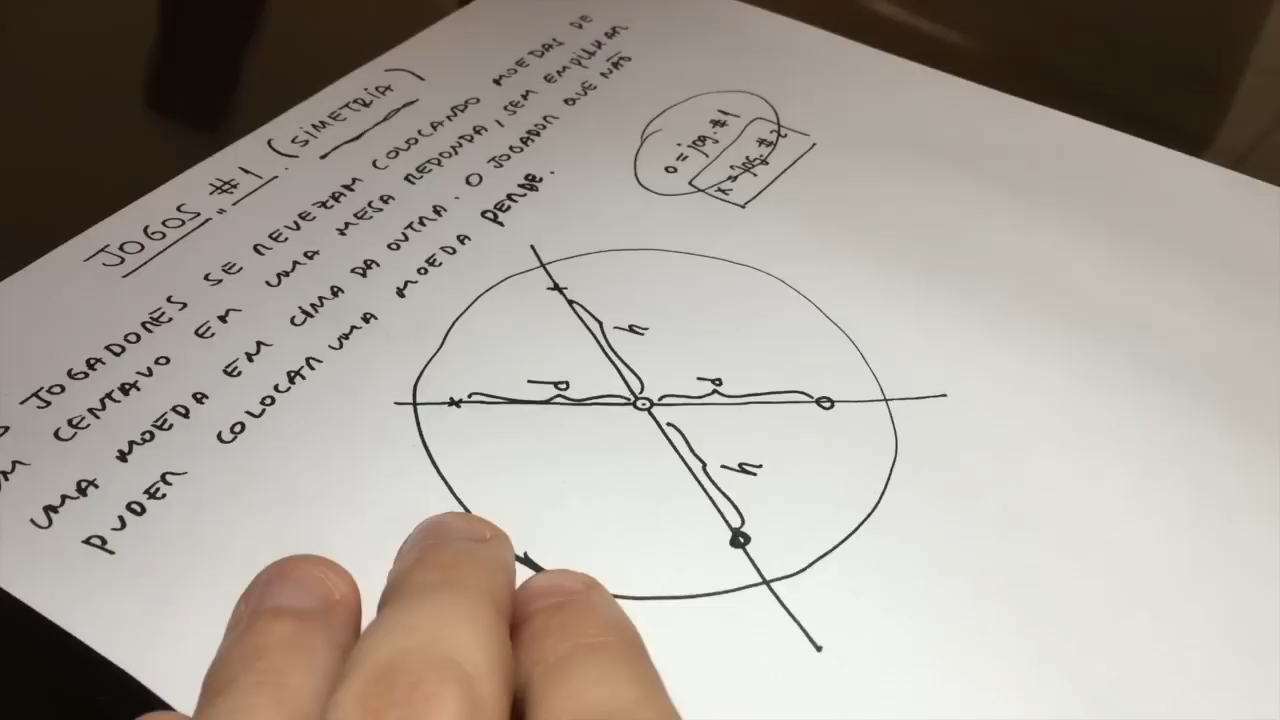 JOGOS #1. (SIMETRIA)
JOGADORES SE REVEZAM COLOCANDO MOEDAS DE
CENTAVO EM UMA MESA REDONDA, SEM EMPILHAR
UMA MOEDA EM CIMA DA OUTRA. O JOGADOR QUE NÃO
PUDER COLOCAR UMA MOEDA PERDE.
o = jog. #1
x = jog. #2
h
d
d
h